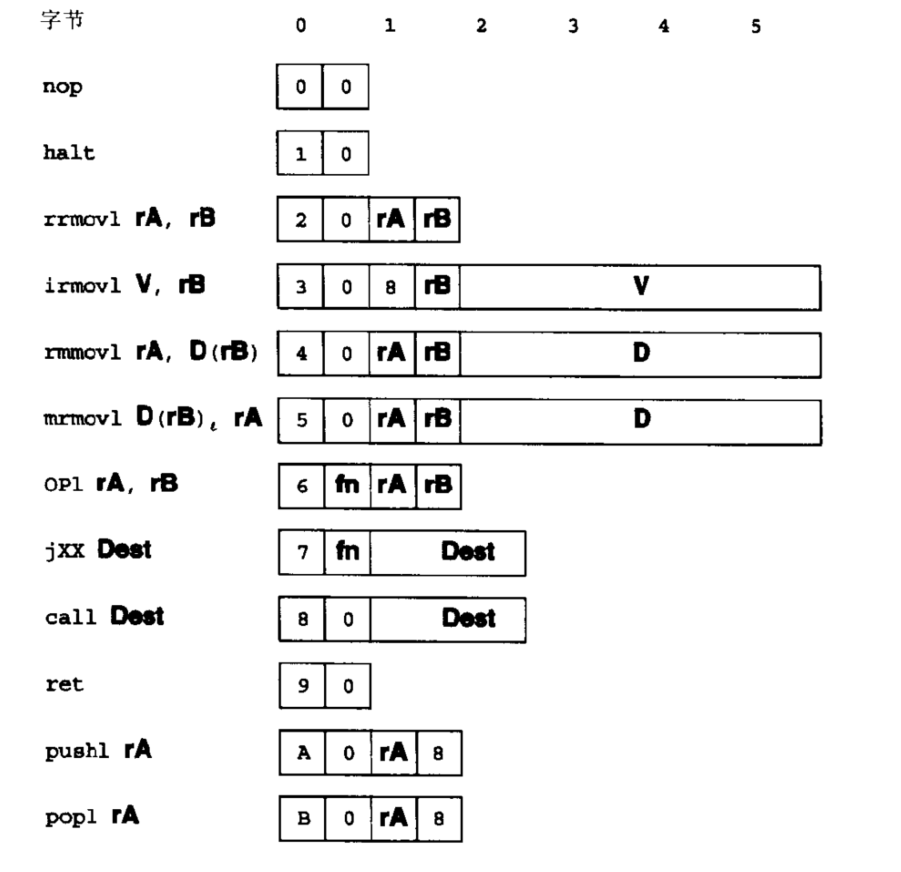 字节 0 1 2 3 4 5
nop 0 0
halt 1 0
rrmovl rA, rB 2 0 rA rB
irmovl V, rB 3 0 8 rB V
rmmovl rA, D(rB) 4 0 rA rB D
mrmovl D(rB), rA 5 0 rA rB D
OPl rA, rB 6 fn rA rB
jXX Dest 7 fn Dest
call Dest 8 0 Dest
ret 9 0
pushl rA A 0 rA 8
popl rA B 0 rA 8